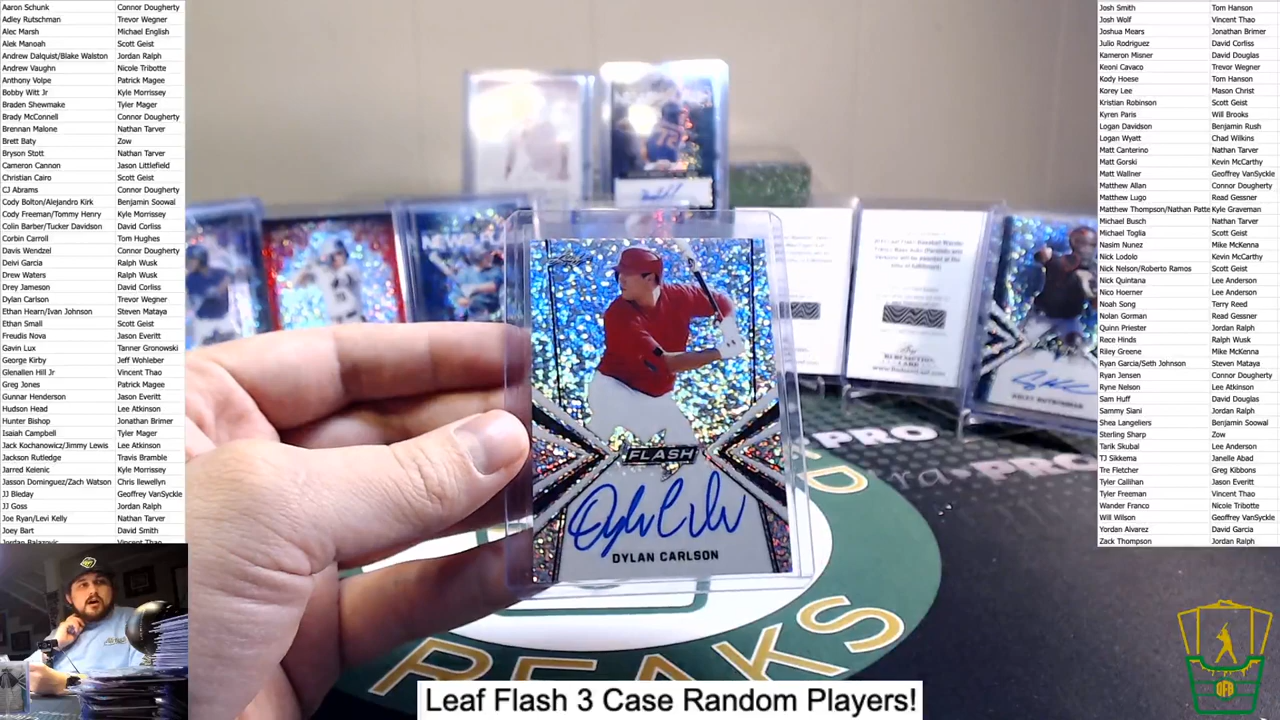 Aaron Schunk Connor Dougherty
Adley Rutschman Trevor Wegner
Alec Marsh Michael English
Alek Manoah Scott Geist
Andrew Dalquist/Blake Walston Jordan Ralph
Andrew Vaughn Nicole Tribotte
Anthony Volpe Patrick Magee
Bobby Witt Jr Kyle Morrissey
Braden Shewmake Tyler Mager
Brady McConnell Connor Dougherty
Brennan Malone Nathan Tarver
Brett Baty Zow
Bryson Stott Nathan Tarver
Cameron Cannon Jason Littlefield
Christian Cairo Scott Geist
CJ Abrams Connor Dougherty
Cody Bolton/Alejandro Kirk Benjamin Soowal
Cody Freeman/Tommy Henry Kyle Morrissey
Colin Barber/Tucker Davidson David Corliss
Corbin Carroll Tom Hughes
Davis Wendzel Connor Dougherty
Deivi Garcia Ralph Wusk
Drew Waters Ralph Wusk
Drey Jameson David Corliss
Dylan Carlson Trevor Wegner
Ethan Hearn/Ivan Johnson Steven Mataya
Ethan Small Scott Geist
Freudis Nova Jason Everitt
Gavin Lux Tanner Gronowski
George Kirby Jeff Wohleber
Glenallen Hill Jr Vincent Thao
Greg Jones Patrick Magee
Gunnar Henderson Jason Everitt
Hudson Head Lee Atkinson
Hunter Bishop Jonathan Brimer
Isaiah Campbell Tyler Mager
Jack Kochanowicz/Jimmy Lewis Lee Atkinson
Jackson Rutledge Travis Bramble
Jarred Kelenic Kyle Morrissey
Jasson Dominguez/Zach Watson Chris llewellyn
JJ Bleday Geoffrey VanSyckle
JJ Goss Jordan Ralph
Joe Ryan/Levi Kelly Nathan Tarver
Joey Bart David Smith
Jordan Balazovic Vincent Thao
Josh Smith Tom Hanson
Josh Wolf Vincent Thao
Joshua Mears Jonathan Brimer
Julio Rodriguez David Corliss
Kameron Misner David Douglas
Keoni Cavaco Trevor Wegner
Kody Hoese Tom Hanson
Korey Lee Mason Christ
Kristian Robinson Scott Geist
Kyren Paris Will Brooks
Logan Davidson Benjamin Rush
Logan Wyatt Chad Wilkins
Matt Canterino Nathan Tarver
Matt Gorski Kevin McCarthy
Matt Wallner Geoffrey VanSyckle
Matthew Allan Connor Dougherty
Matthew Lugo Read Gessner
Matthew Thompson/Nathan Patte Kyle Graveman
Michael Busch Nathan Tarver
Michael Toglia Scott Geist
Nasim Nunez Mike McKenna
Nick Lodolo Kevin McCarthy
Nick Nelson/Roberto Ramos Scott Geist
Nick Quintana Lee Anderson
Nico Hoerner Lee Anderson
Noah Song Terry Reed
Nolan Gorman Read Gessner
Quinn Priester Jordan Ralph
Rece Hinds Ralph Wusk
Riley Greene Mike McKenna
Ryan Garcia/Seth Johnson Steven Mataya
Ryan Jensen Connor Dougherty
Ryne Nelson Lee Atkinson
Sam Huff David Douglas
Sammy Siani Jordan Ralph
Shea Langeliers Benjamin Soowal
Sterling Sharp Zow
Tarik Skubal Lee Anderson
TJ Sikkema Janelle Abad
Tre Fletcher Greg Kibbons
Tyler Callihan Jason Everitt
Tyler Freeman Vincent Thao
Wander Franco Nicole Tribotte
Will Wilson Geoffrey VanSyckle
Yordan Alvarez David Garcia
Zack Thompson Jordan Ralph
FLASH
DYLAN CARLSON
PRO
PRO
BREAKS
QFB
Leaf Flash 3 Case Random Players!